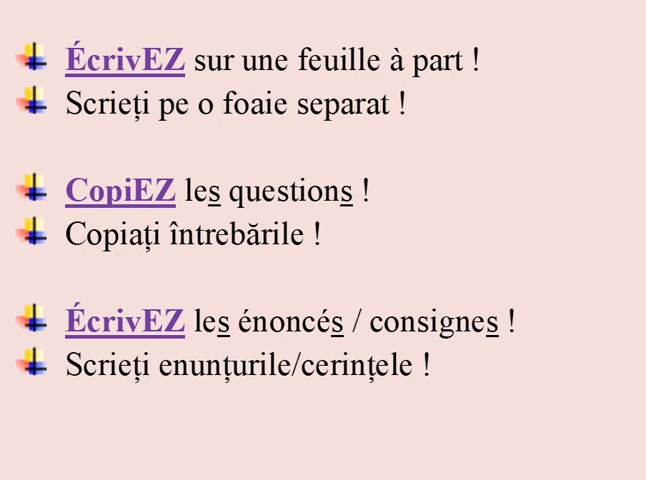 ÉcrivEZ sur une feuille à part !
Scrieți pe o foaie separat !
CopiEZ les questions !
Copiați întrebările !
ÉcrivEZ les énoncés / consignes !
Scrieți enunțurile/cerințele !